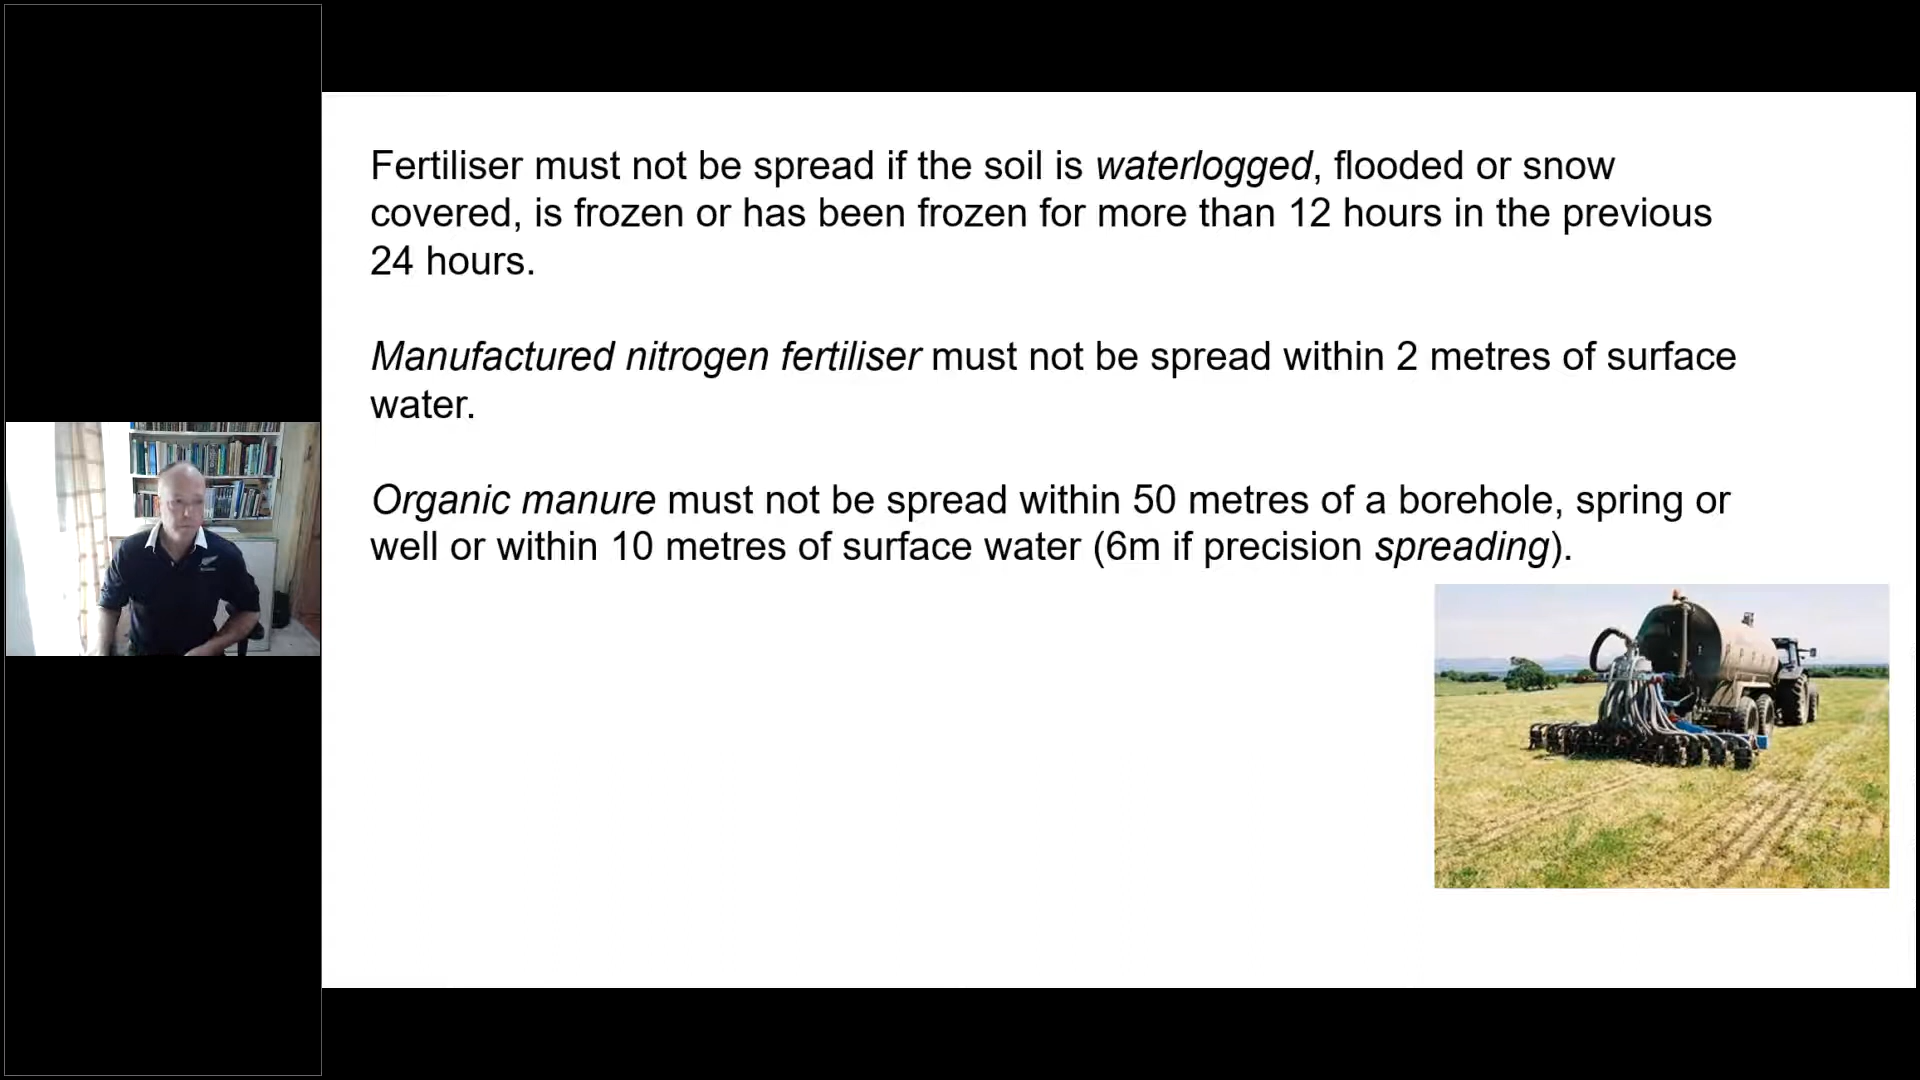 Fertiliser must not be spread if the soil is waterlogged, flooded or snow
covered, is frozen or has been frozen for more than 12 hours in the previous
24 hours.
Manufactured nitrogen fertiliser must not be spread within 2 metres of surface
water.
Organic manure must not be spread within 50 metres of a borehole, spring or
well or within 10 metres of surface water (6m if precision spreading).